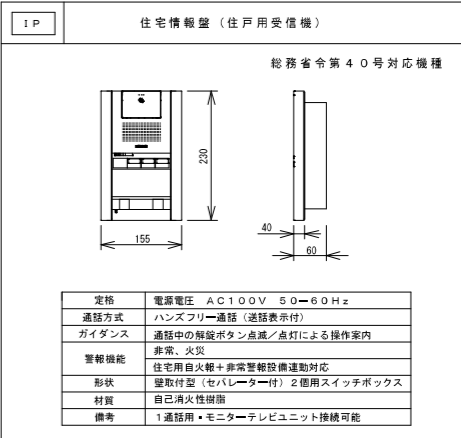 ＩＰ 住宅情報盤（住戸用受信機）
総務省令第４０号対応機種
230
155
40
60
定格 電源電圧　ＡＣ１００Ｖ　５０ー６０Ｈｚ
通話方式 ハンズフリー通話（送話表示付）
ガイダンス 通話中の解錠ボタン点滅／点灯による操作案内
警報機能 非常、火災
住宅用自火報＋非常警報設備連動対応
形状 壁取付型（セパレーター付）２個用スイッチボックス
材質 自己消火性樹脂
備考 １通話用・モニターテレビユニット接続可能